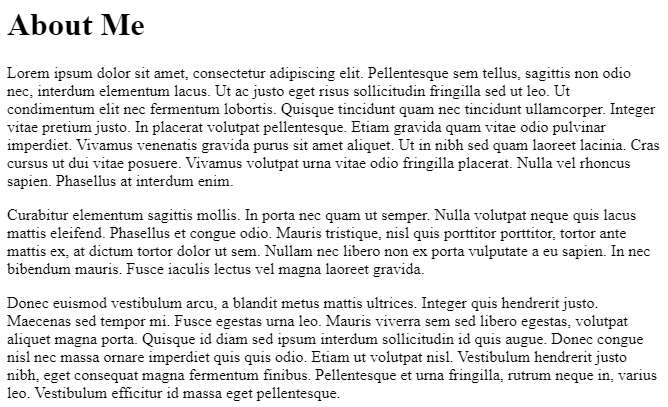 About Me
Lorem ipsum dolor sit amet, consectetur adipiscing elit. Pellentesque sem tellus, sagittis non odio
nec, interdum elementum lacus. Ut ac justo eget risus sollicitudin fringilla sed ut leo. Ut
condimentum elit nec fermentum lobortis. Quisque tincidunt quam nec tincidunt ullamcorper. Integer
vitae pretium justo. In placerat volutpat pellentesque. Etiam gravida quam vitae odio pulvinar
imperdiet. Vivamus venenatis gravida purus sit amet aliquet. Ut in nibh sed quam laoreet lacinia. Cras
cursus ut dui vitae posuere. Vivamus volutpat urna vitae odio fringilla placerat. Nulla vel rhoncus
sapien. Phasellus at interdum enim.
Curabitur elementum sagittis mollis. In porta nec quam ut semper. Nulla volutpat neque quis lacus
mattis eleifend. Phasellus et congue odio. Mauris tristique, nisl quis porttitor porttitor, tortor ante
mattis ex, at dictum tortor dolor ut sem. Nullam nec libero non ex porta vulputate a eu sapien. In nec
bibendum mauris. Fusce iaculis lectus vel magna laoreet gravida.
Donec euismod vestibulum arcu, a blandit metus mattis ultrices. Integer quis hendrerit justo.
Maecenas sed tempor mi. Fusce egestas urna leo. Mauris viverra sem sed libero egestas, volutpat
aliquet magna porta. Quisque id diam sed ipsum interdum sollicitudin id quis augue. Donec congue
nisl nec massa ornare imperdiet quis quis odio. Etiam ut volutpat nisl. Vestibulum hendrerit justo
nibh, eget consequat magna fermentum finibus. Pellentesque et urna fringilla, rutrum neque in, varius
leo. Vestibulum efficitur id massa eget pellentesque.